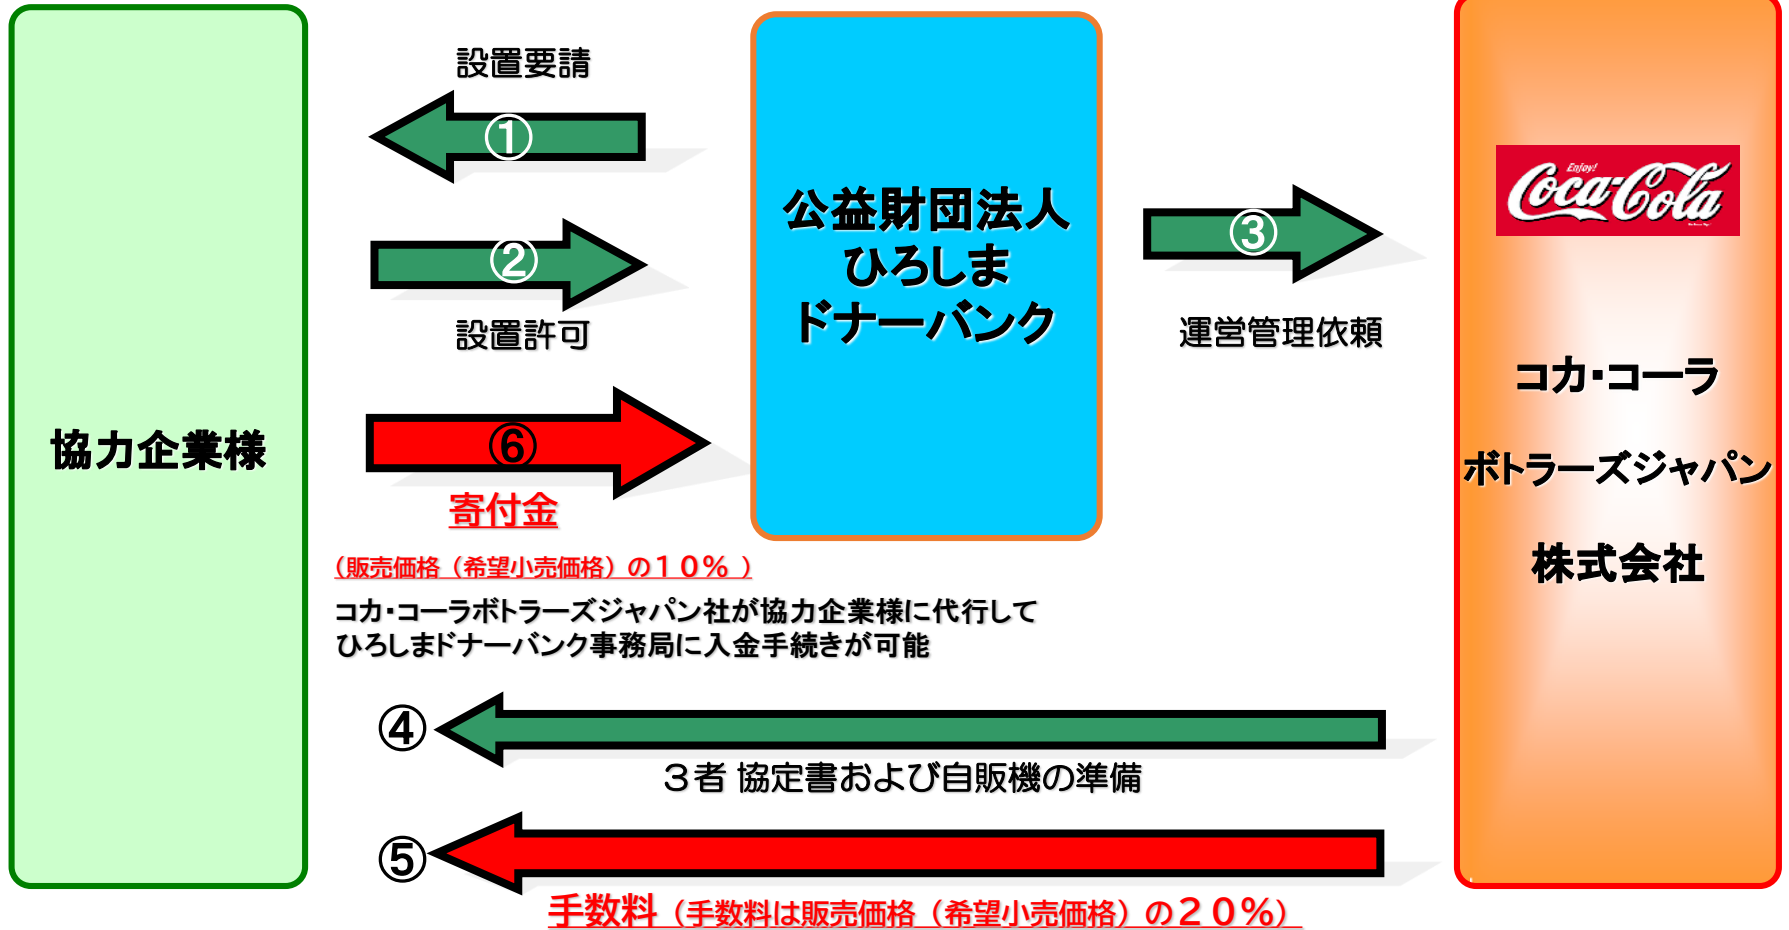 協力企業様
設置要請
①
②
設置許可
⑥
寄付金
（販売価格（希望小売価格）の１０％ ）
コカ・コーラボトラーズジャパン社が協力企業様に代行して
ひろしまドナーバンク事務局に入金手続きが可能
公益財団法人
ひろしま
ドナーバンク
③
運営管理依頼
Enjoy!
Coca-Cola
コカ・コーラ
ボトラーズジャパン
株式会社
④
３者 協定書および自販機の準備
⑤
手数料（手数料は販売価格（希望小売価格）の２０％）